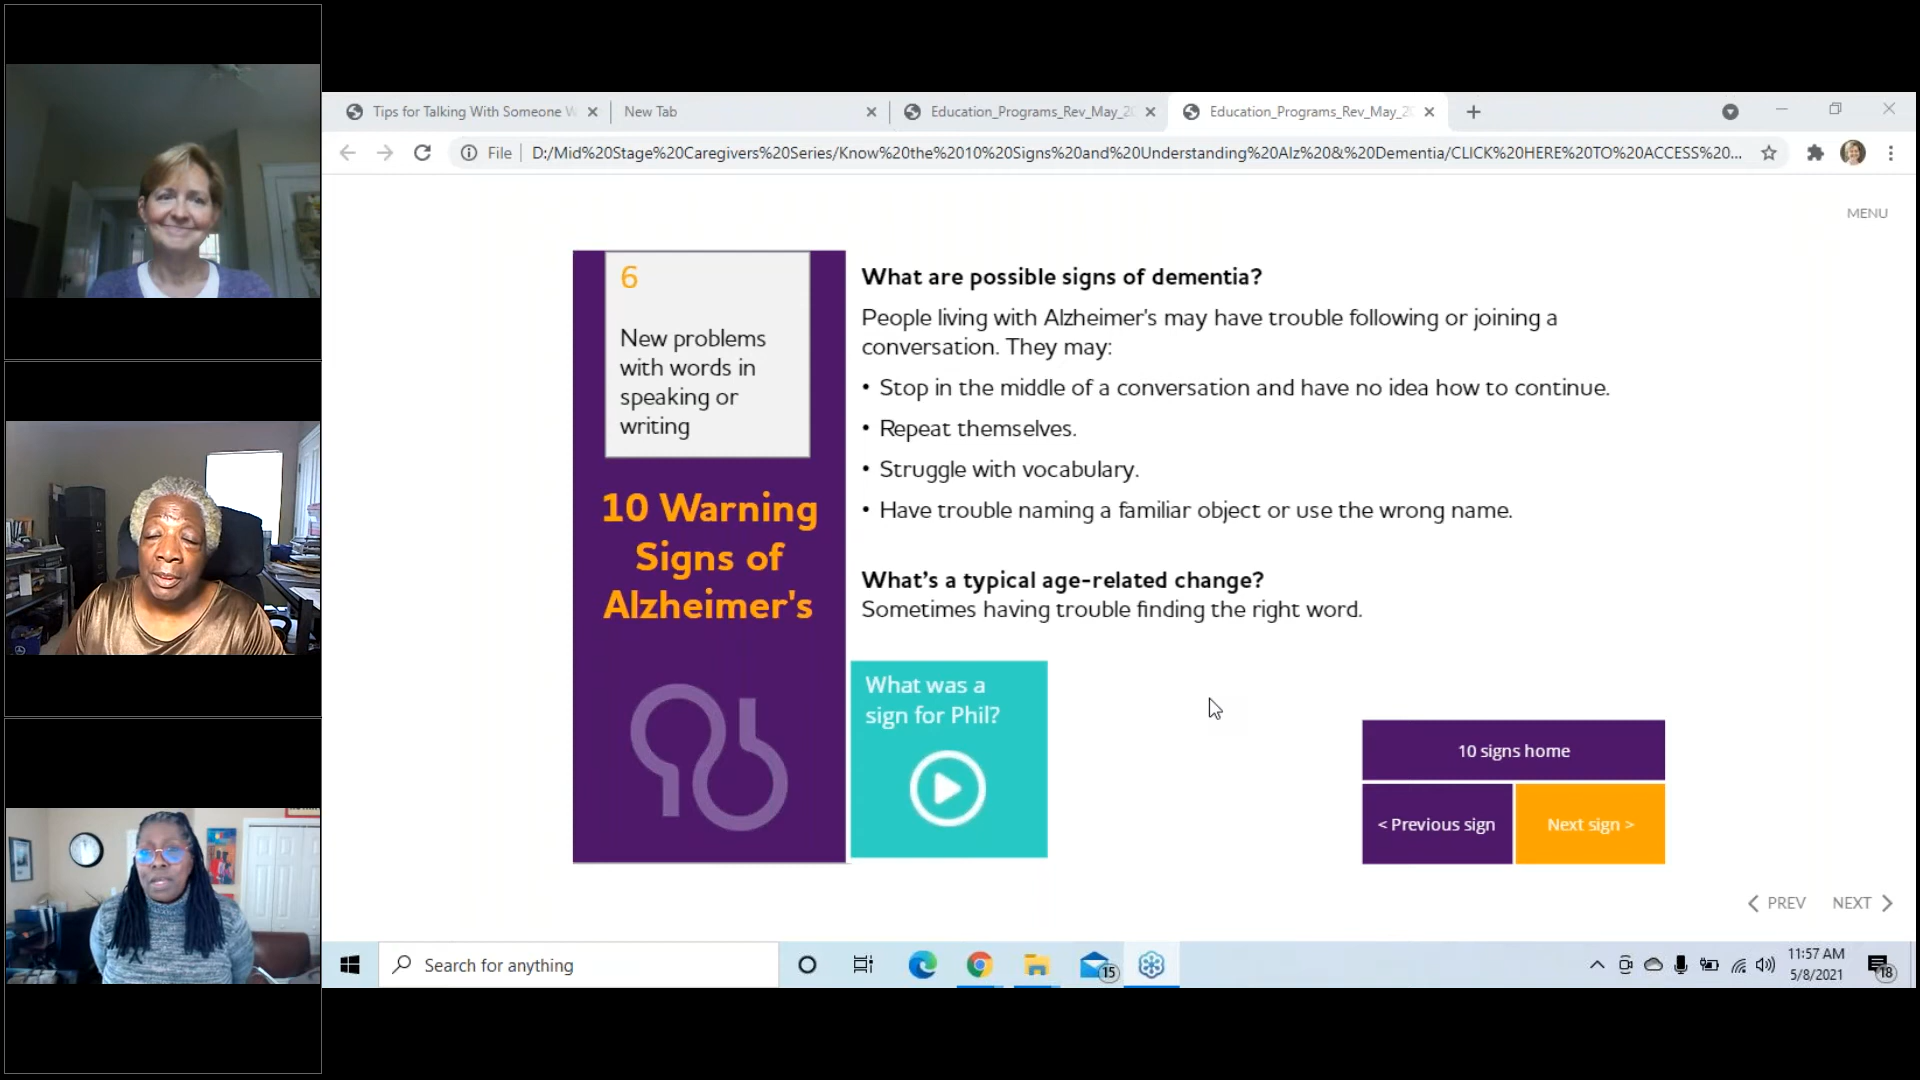 Tips for Talking With Someone W
New Tab
Education_Programs_Rev_May_20
Education_Programs_Rev_May_20
File
D:/Mid%20Stage%20Caregivers%20Series/Know%20the%2010%20Signs%20and%20Understanding%20Alz%20&%20Dementia/CLICK%20HERE%20TO%20ACCESS%20...
MENU
6
New problems
with words in
speaking or
writing
10 Warning
Signs of
Alzheimer's
What are possible signs of dementia?
People living with Alzheimer's may have trouble following or joining a
conversation. They may:
• Stop in the middle of a conversation and have no idea how to continue.
• Repeat themselves.
• Struggle with vocabulary.
• Have trouble naming a familiar object or use the wrong name.
What's a typical age-related change?
Sometimes having trouble finding the right word.
What was a
sign for Phil?
10 signs home
< Previous sign
Next sign >
PREV
NEXT
Search for anything
15
11:57 AM
5/8/2021
18